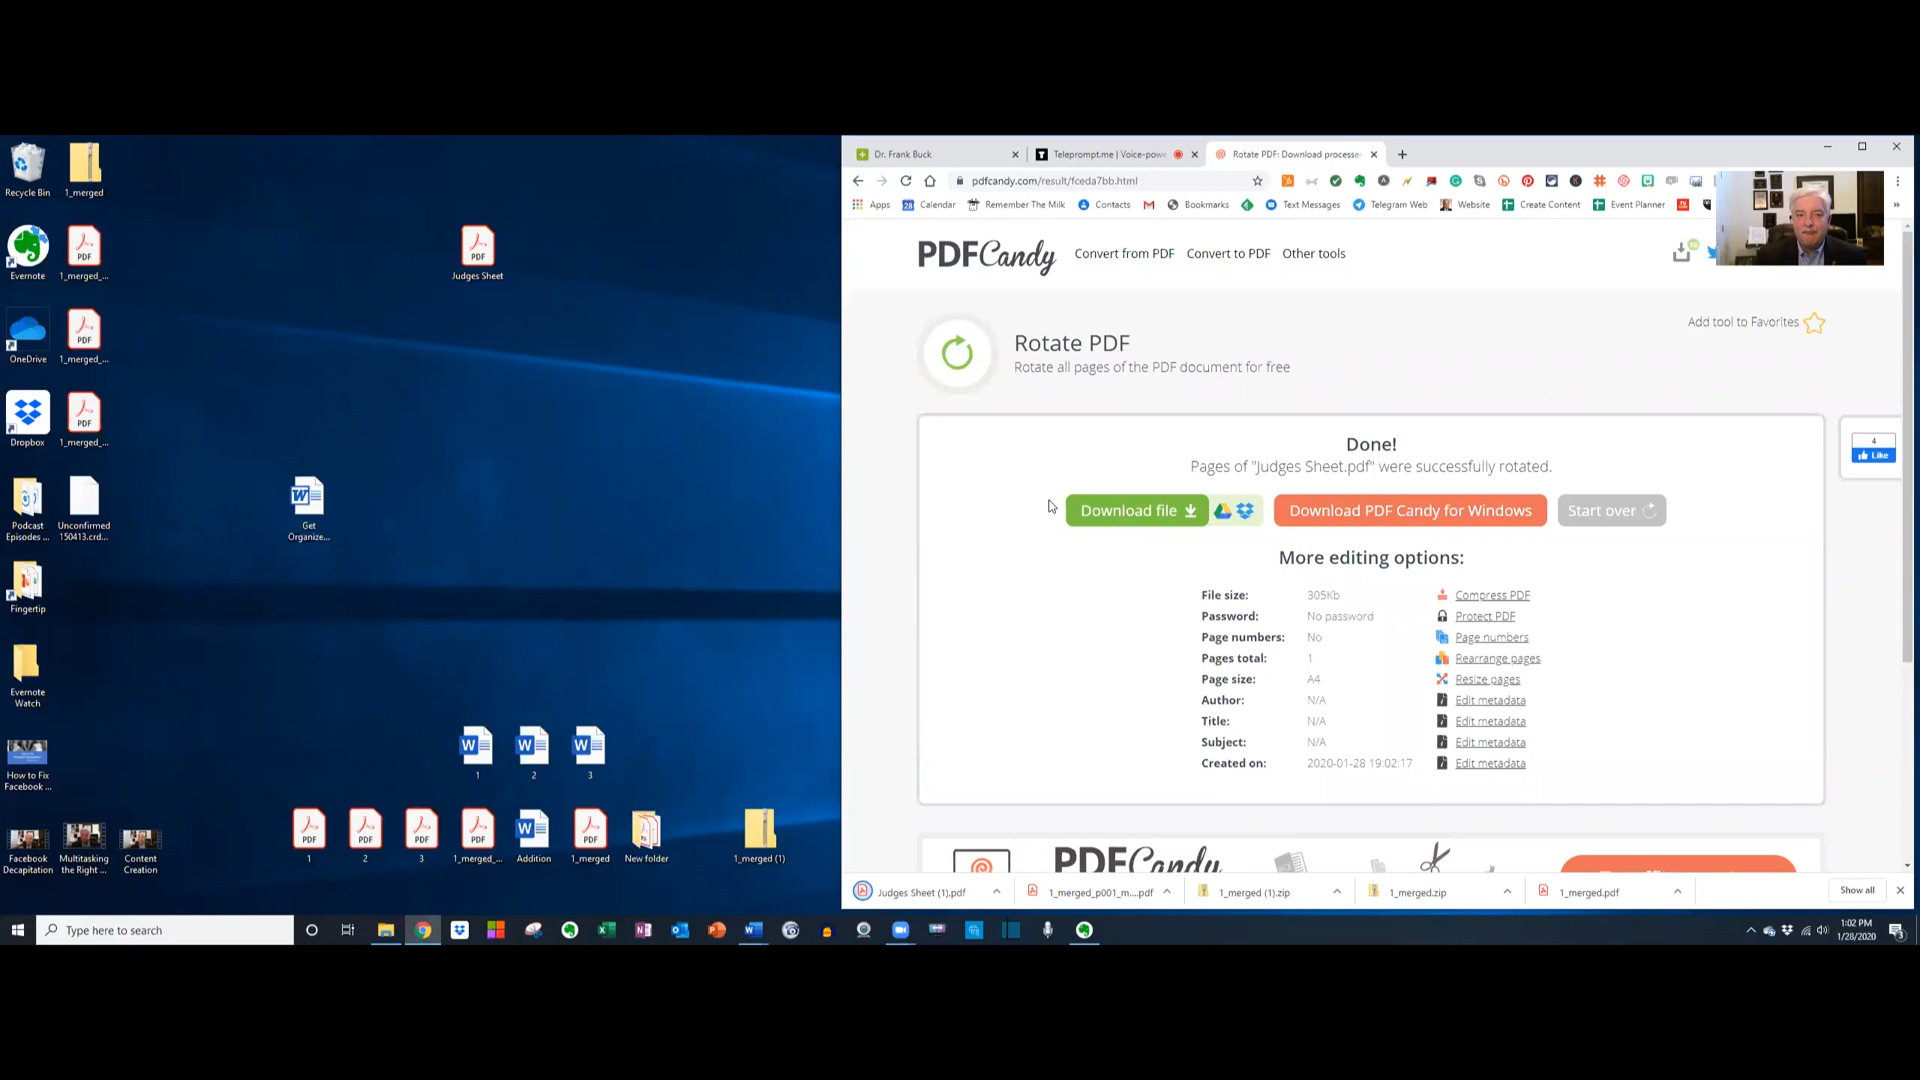 Recycle Bin
1_merged
Evernote
1_merged_...
OneDrive
1_merged_...
Dropbox
1_merged_...
Podcast
Episodes ...
Unconfirmed
150413.crd...
Fingertip
Evernote
Watch
How to Fix
Facebook ...
Facebook
Decapitation
Multitasking
the Right ...
Content
Creation
Judges Sheet
Get
Organize...
1
2
3
1
2
3
1_merged_...
Addition
1_merged
New folder
1_merged (1)
Dr. Frank Buck
Teleprompt.me | Voice-pow
Rotate PDF: Download processe
pdfcandy.com/result/fceda7bb.html
Apps
Calendar
Remember The Milk
Contacts
Bookmarks
Text Messages
Telegram Web
Website
Create Content
Event Planner
PDFCandy
Convert from PDF
Convert to PDF
Other tools
Add tool to Favorites
Rotate PDF
Rotate all pages of the PDF document for free
Done!
Pages of "Judges Sheet.pdf" were successfully rotated.
Download file
Download PDF Candy for Windows
Start over
4
Like
More editing options:
File size: 305Kb Compress PDF
Password: No password Protect PDF
Page numbers: No Page numbers
Pages total: 1 Rearrange pages
Page size: A4 Resize pages
Author: N/A Edit metadata
Title: N/A Edit metadata
Subject: N/A Edit metadata
Created on: 2020-01-28 19:02:17 Edit metadata
PDFCandy
Judges Sheet (1).pdf
1_merged_p001_m....pdf
1_merged (1).zip
1_merged.zip
1_merged.pdf
Show all
Type here to search
1:02 PM
1/28/2020